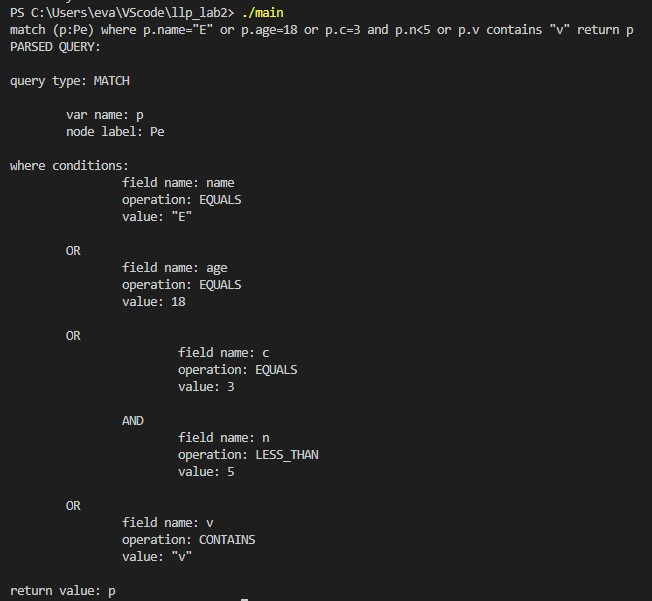 PS C:\Users\eva\VScode\llp_lab2> ./main
match (p:Pe) where p.name="E" or p.age=18 or p.c=3 and p.n<5 or p.v contains "v" return p
PARSED QUERY:
query type: MATCH
var name: p
node label: Pe
where conditions:
field name: name
operation: EQUALS
value: "E"
OR
field name: age
operation: EQUALS
value: 18
OR
field name: c
operation: EQUALS
value: 3
AND
field name: n
operation: LESS_THAN
value: 5
OR
field name: v
operation: CONTAINS
value: "v"
return value: p